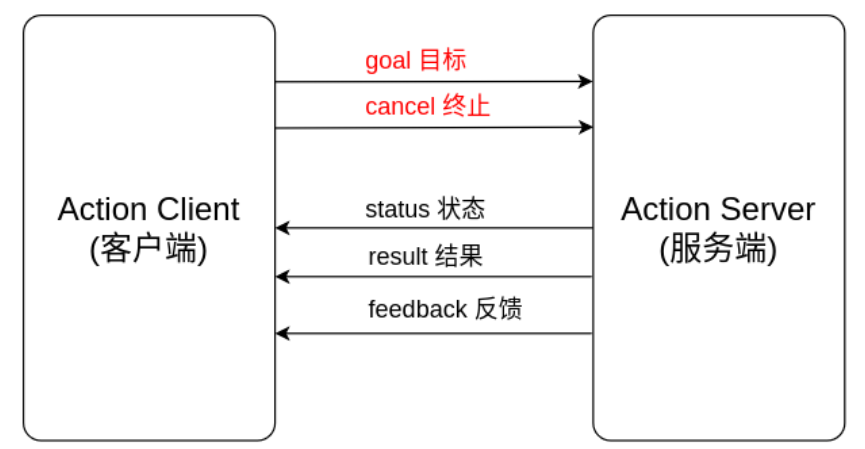 goal 目标
cancel 终止
Action Client
(客户端)
status 状态
result 结果
feedback 反馈
Action Server
(服务端)